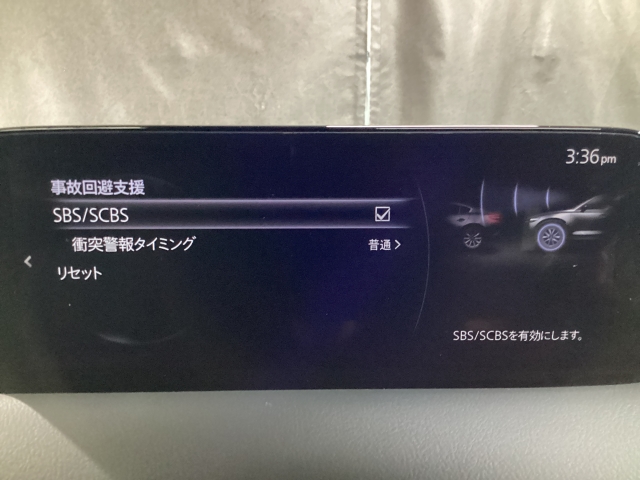 3:36pm
事故回避支援
SBS/SCBS
衝突警報タイミング 普通
リセット
SBS/SCBSを有効にします。